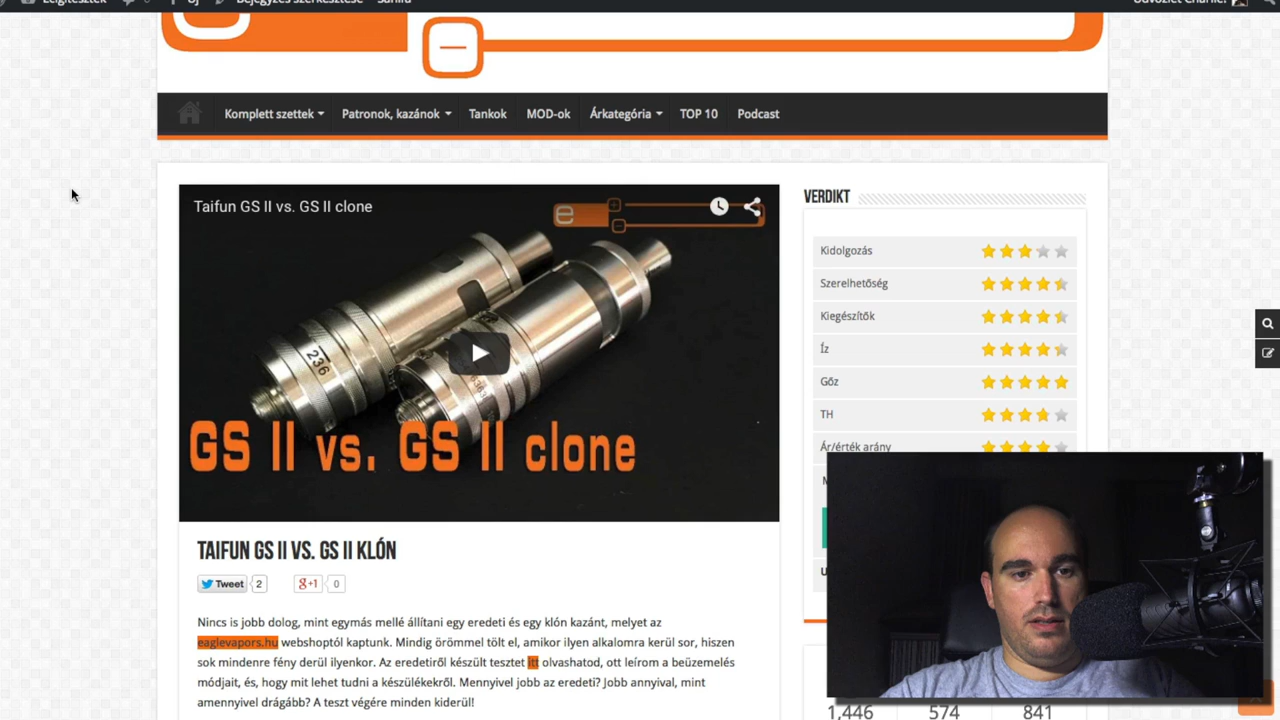 Üdvözlet Charlie!
Komplett szettek
Patronok, kazánok
Tankok
MOD-ok
Árkategória
TOP 10
Podcast
Taifun GS II vs. GS II clone
e
236
GS II vs. GS II clone
VERDIKT
Kidolgozás
Szerelhetőség
Kiegészítők
Íz
Gőz
TH
Ár/érték arány
TAIFUN GS II VS. GS II KLÓN
Tweet 2
g+1 0
Nincs is jobb dolog, mint egymás mellé állítani egy eredeti és egy klón kazánt, melyet az
eaglevapors.hu webshoptól kaptunk. Mindig örömmel tölt el, amikor ilyen alkalomra kerül sor, hiszen
sok mindenre fény derül ilyenkor. Az eredetiről készült tesztet itt olvashatod, ott leírom a beüzemelés
módjait, és, hogy mit lehet tudni a készülékekről. Mennyivel jobb az eredeti? Jobb annyival, mint
amennyivel drágább? A teszt végére minden kiderül!
1,446
574
841